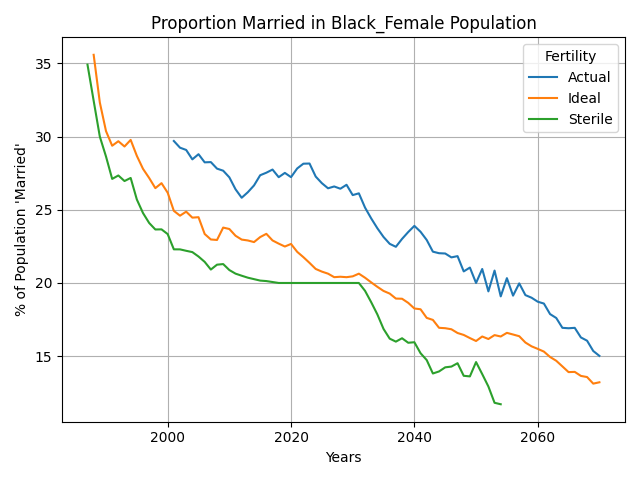 Proportion Married in Black_Female Population
% of Population 'Married'
35
30
25
20
15
Fertility
Actual
Ideal
Sterile
2000
2020
2040
2060
Years